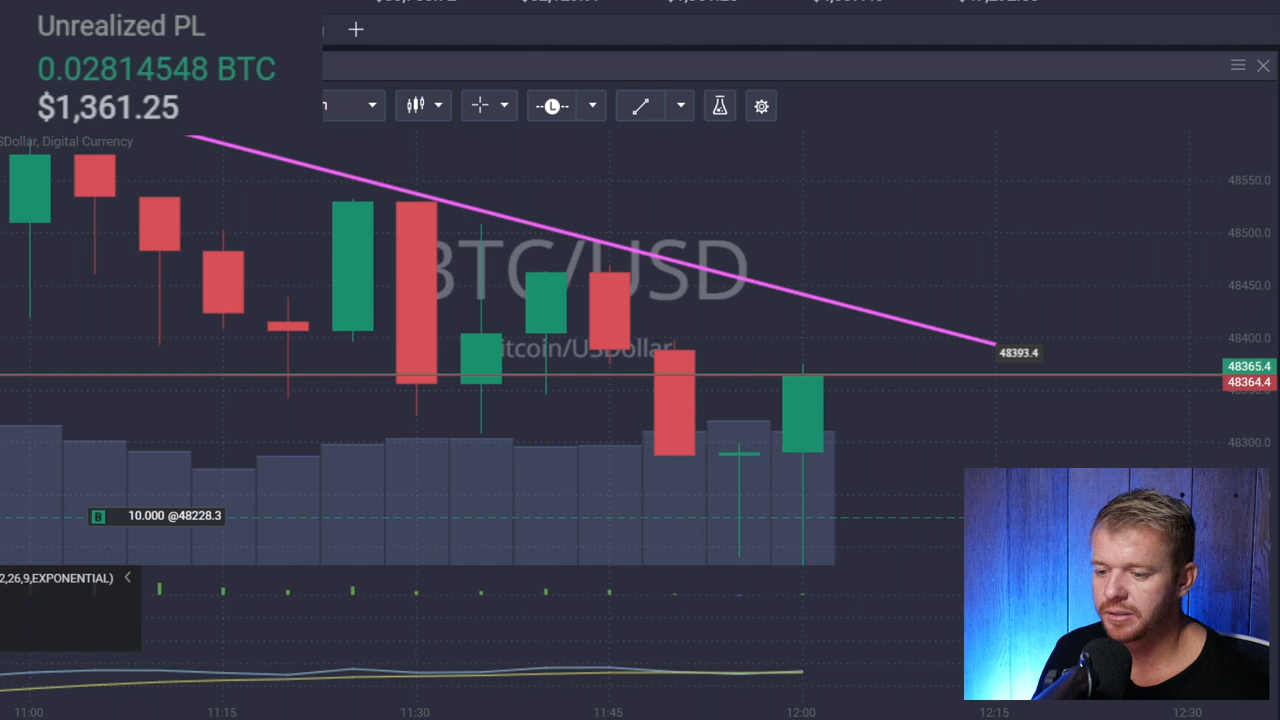 Unrealized PL
0.02814548 BTC
$1,361.25
SDollar, Digital Currency
L
BTC/USD
itcoin/USDollar
48550.0
48500.0
48450.0
48400.0
48393.4
48365.4
48364.4
48300.0
B 10.000 @48228.3
2,26,9,EXPONENTIAL)
11:00 11:15 11:30 11:45 12:00 12:15 12:30